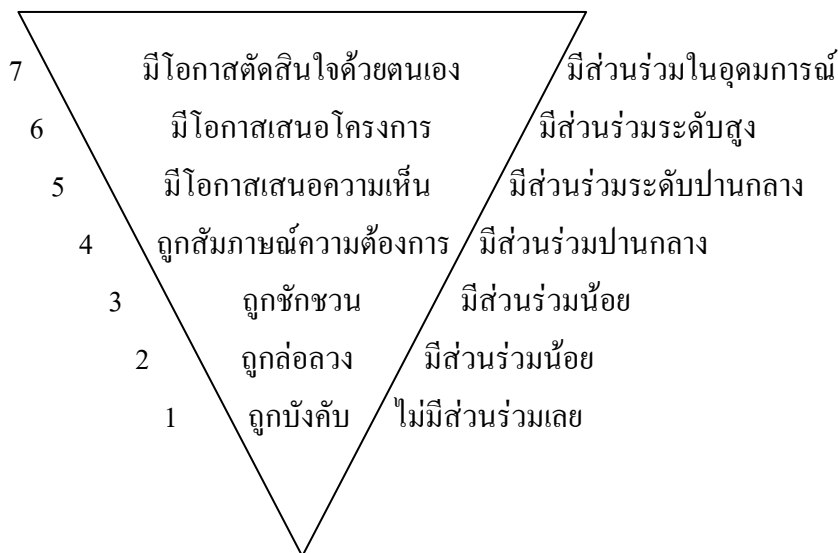 7 มีโอกาสตัดสินใจด้วยตนเอง มีส่วนร่วมในอุดมการณ์
6 มีโอกาสเสนอโครงการ มีส่วนร่วมระดับสูง
5 มีโอกาสเสนอความเห็น มีส่วนร่วมระดับปานกลาง
4 ถูกสัมภาษณ์ความต้องการ มีส่วนร่วมปานกลาง
3 ถูกชักชวน มีส่วนร่วมน้อย
2 ถูกล่อลวง มีส่วนร่วมน้อย
1 ถูกบังคับ ไม่มีส่วนร่วมเลย